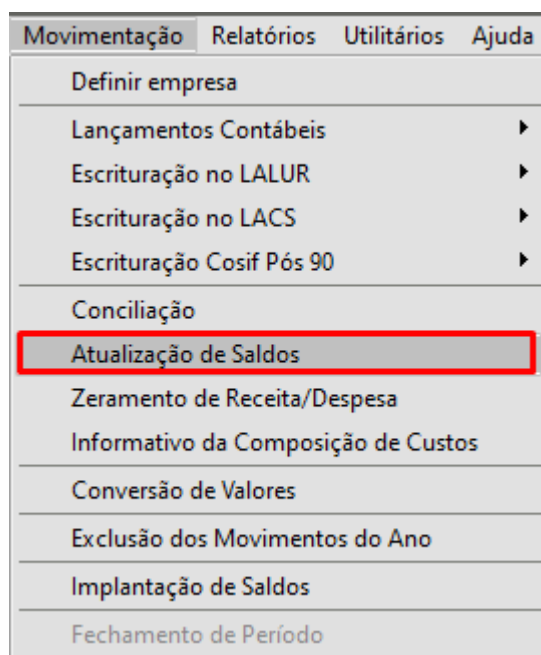 Movimentação Relatórios Utilitários Ajuda
Definir empresa
Lançamentos Contábeis
Escrituração no LALUR
Escrituração no LACS
Escrituração Cosif Pós 90
Conciliação
Atualização de Saldos
Zeramento de Receita/Despesa
Informativo da Composição de Custos
Conversão de Valores
Exclusão dos Movimentos do Ano
Implantação de Saldos
Fechamento de Período